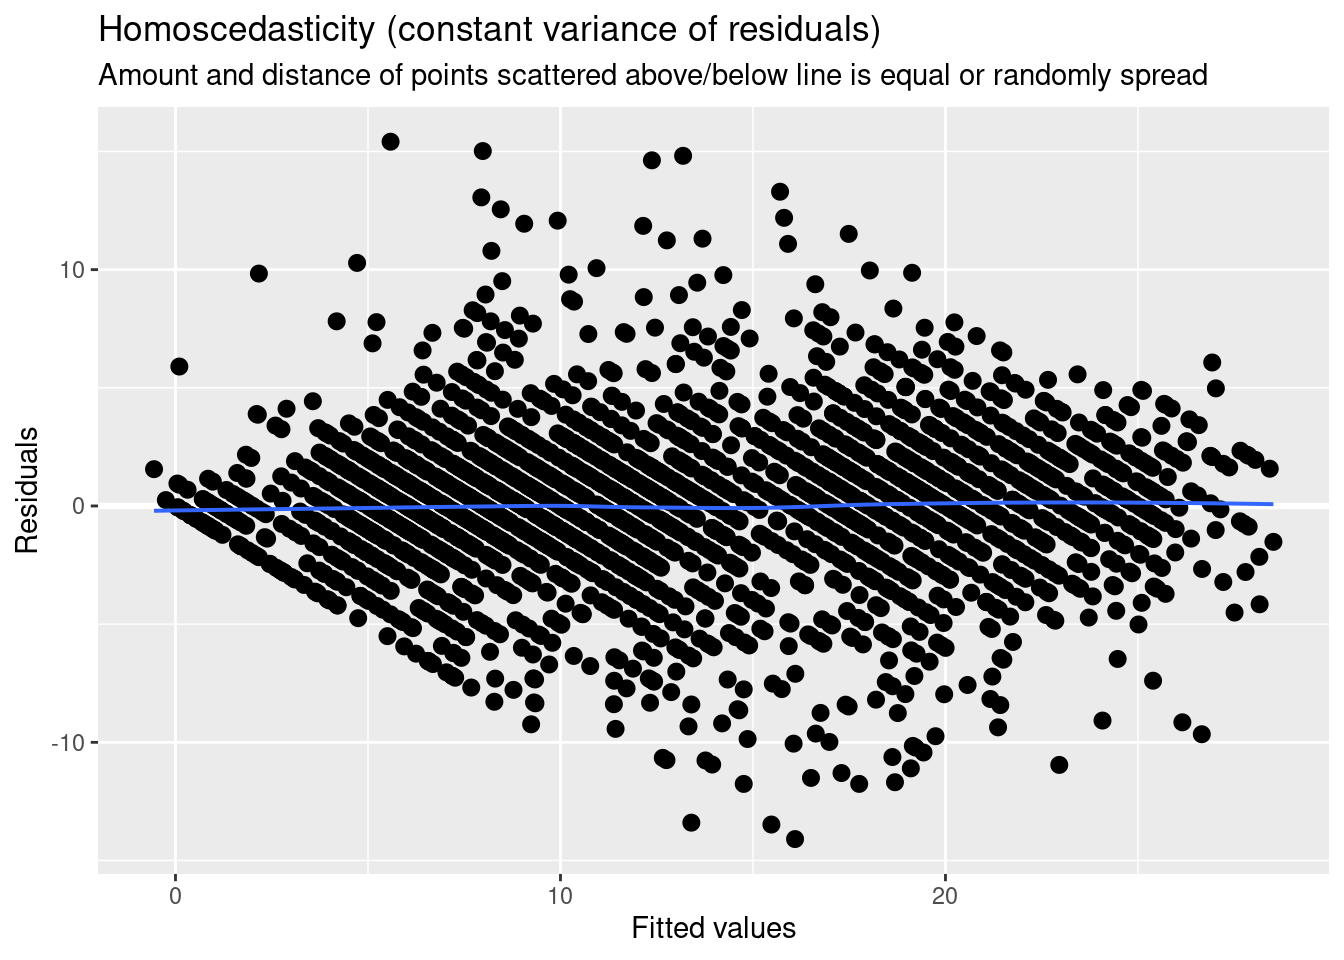 Homoscedasticity (constant variance of residuals)
Amount and distance of points scattered above/below line is equal or randomly spread
10
0
-10
Residuals
0
10
20
Fitted values